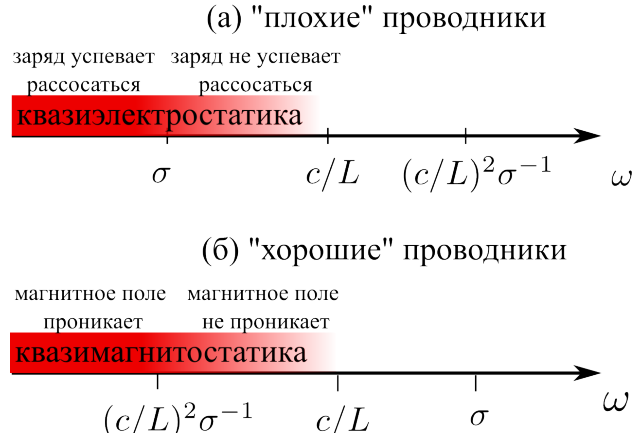 (а) "плохие" проводники
заряд успевает заряд не успевает
рассосаться рассосаться
квазиэлектростатика
σ c/L (c/L)²σ⁻¹ ω
(б) "хорошие" проводники
магнитное поле магнитное поле
проникает не проникает
квазимагнитостатика
(c/L)²σ⁻¹ c/L σ ω